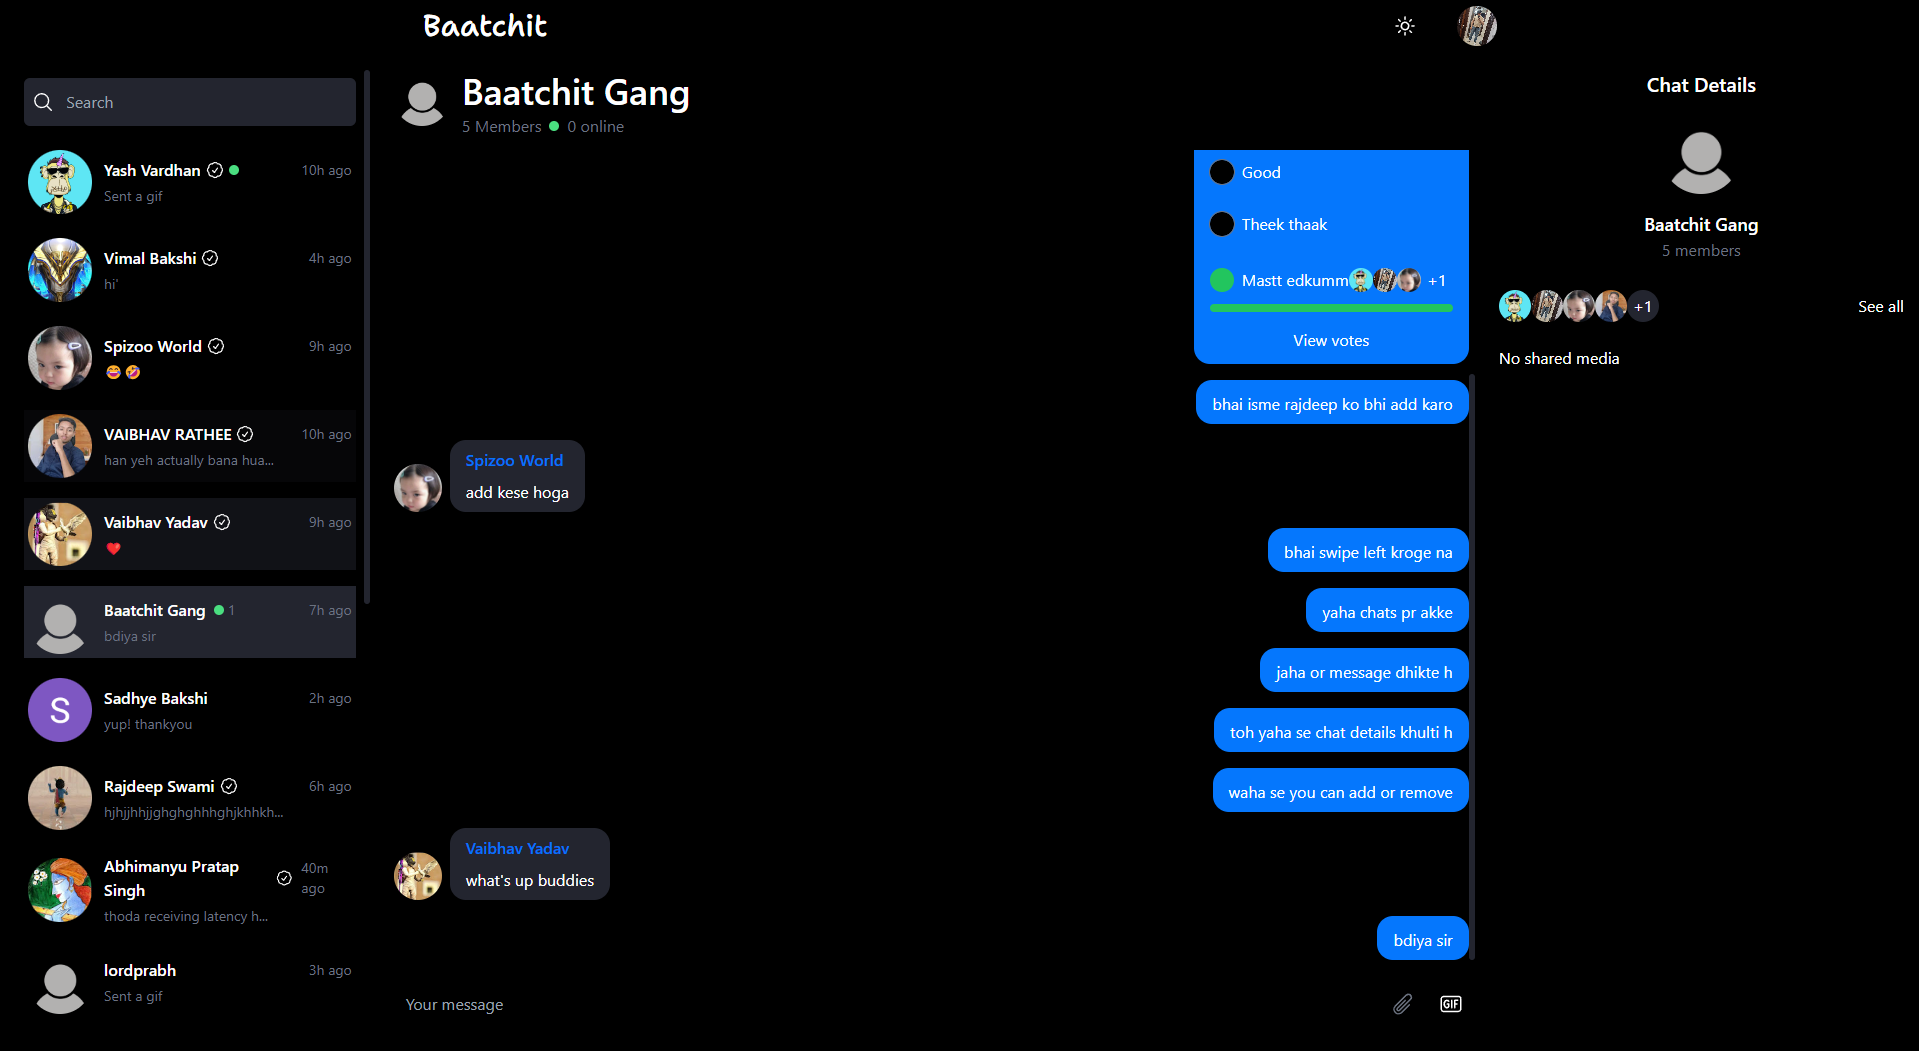 Baatchit
Search
Yash Vardhan 10h ago
Sent a gif
Vimal Bakshi 4h ago
hi'
Spizoo World 9h ago
😂🤣
VAIBHAV RATHEE 10h ago
han yeh actually bana hua...
Vaibhav Yadav 9h ago
❤️
Baatchit Gang 1 7h ago
bdiya sir
S
Sadhye Bakshi 2h ago
yup! thankyou
Rajdeep Swami 6h ago
hjhjjhhjjghghghhhghjkhhkh...
Abhimanyu Pratap
Singh
40m
ago
thoda receiving latency h...
lordprabh 3h ago
Sent a gif
Baatchit Gang
5 Members 0 online
Good
Theek thaak
Mastt edkumm +1
View votes
bhai isme rajdeep ko bhi add karo
Spizoo World
add kese hoga
bhai swipe left kroge na
yaha chats pr akke
jaha or message dhikte h
toh yaha se chat details khulti h
waha se you can add or remove
Vaibhav Yadav
what's up buddies
bdiya sir
Your message
GIF
Chat Details
Baatchit Gang
5 members
+1 See all
No shared media